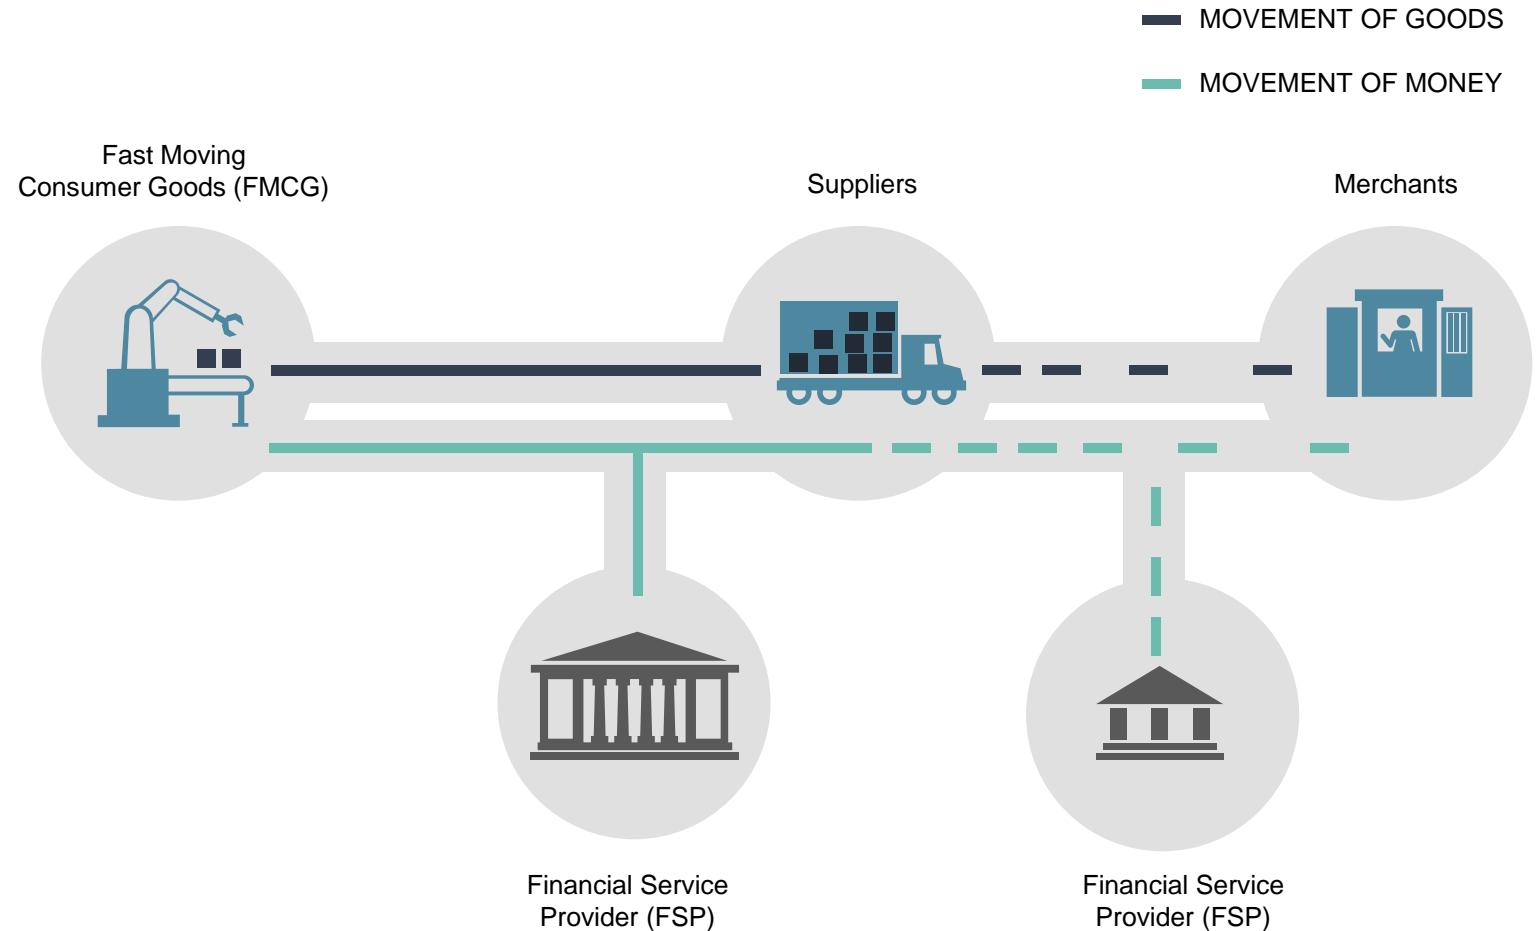 MOVEMENT OF GOODS
MOVEMENT OF MONEY
Fast Moving
Consumer Goods (FMCG)
Suppliers
Merchants
Financial Service
Provider (FSP)
Financial Service
Provider (FSP)